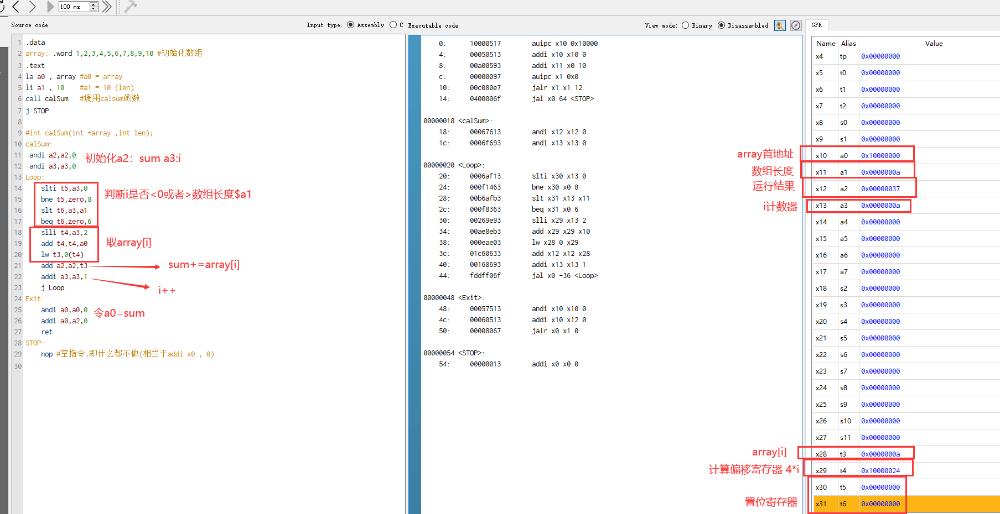 100 ms
Source code
Input type: Assembly C
Executable code
View mode: Binary Disassembled
GPR
1 .data
2 array: .word 1,2,3,4,5,6,7,8,9,10 #初始化数组
3 .text
4 la a0 , array #a0 = array
5 li a1 , 10 #a1 = 10 (len)
6 call calSum #调用calsum函数
7 j STOP
8
9 #int calSum(int *array ,int len);
10 calSum:
11 andi a2,a2,0
12 andi a3,a3,0
初始化a2：sum a3:i
13 Loop:
14 slti t5,a3,0
15 bne t5,zero,8
16 slt t6,a3,a1
17 beq t6,zero,6
判断i是否<0或者>数组长度$a1
18 slli t4,a3,2
19 add t4,t4,a0
20 lw t3,0(t4)
取array[i]
21 add a2,a2,t3
sum+=array[i]
22 addi a3,a3,1
i++
23 j Loop
24 Exit:
25 andi a0,a0,0
26 addi a0,a2,0
令a0=sum
27 ret
28 STOP:
29 nop #空指令,即什么都不做(相当于addi x0 , 0)
30
0: 10000517 auipc x10 0x10000
4: 00050513 addi x10 x10 0
8: 00a00593 addi x11 x0 10
c: 00000097 auipc x1 0x0
10: 00c080e7 jalr x1 x1 12
14: 0400006f jal x0 64 <STOP>
00000018 <calSum>:
18: 00067613 andi x12 x12 0
1c: 0006f693 andi x13 x13 0
00000020 <Loop>:
20: 0006af13 slti x30 x13 0
24: 000f1463 bne x30 x0 8
28: 00b6afb3 slt x31 x13 x11
2c: 000f8363 beq x31 x0 6
30: 00269e93 slli x29 x13 2
34: 00ae8eb3 add x29 x29 x10
38: 000eae03 lw x28 0 x29
3c: 01c60633 add x12 x12 x28
40: 00168693 addi x13 x13 1
44: fddff06f jal x0 -36 <Loop>
00000048 <Exit>:
48: 00057513 andi x10 x10 0
4c: 00060513 addi x10 x12 0
50: 00008067 jalr x0 x1 0
00000054 <STOP>:
54: 00000013 addi x0 x0 0
Name Alias Value
x4 tp 0x00000000
x5 t0 0x00000000
x6 t1 0x00000000
x7 t2 0x00000000
x8 s0 0x00000000
x9 s1 0x00000000
array首地址 x10 a0 0x10000000
数组长度 x11 a1 0x0000000a
运行结果 x12 a2 0x00000037
i计数器 x13 a3 0x0000000a
x14 a4 0x00000000
x15 a5 0x00000000
x16 a6 0x00000000
x17 a7 0x00000000
x18 s2 0x00000000
x19 s3 0x00000000
x20 s4 0x00000000
x21 s5 0x00000000
x22 s6 0x00000000
x23 s7 0x00000000
x24 s8 0x00000000
x25 s9 0x00000000
x26 s10 0x00000000
x27 s11 0x00000000
array[i] x28 t3 0x0000000a
计算偏移寄存器 4*i x29 t4 0x10000024
x30 t5 0x00000000
置位寄存器 x31 t6 0x00000000